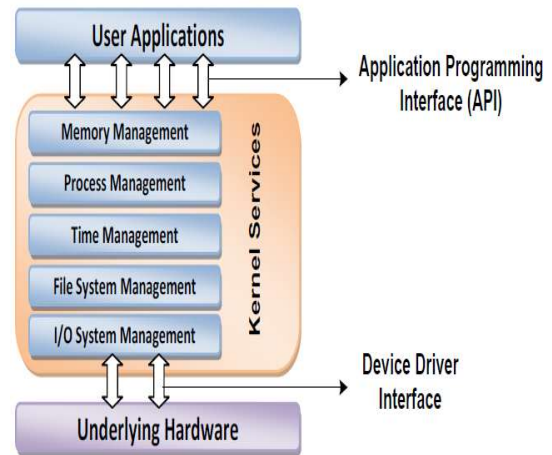 User Applications
Application Programming
Interface (API)
Memory Management
Process Management
Time Management
File System Management
I/O System Management
Kernel Services
Device Driver
Interface
Underlying Hardware